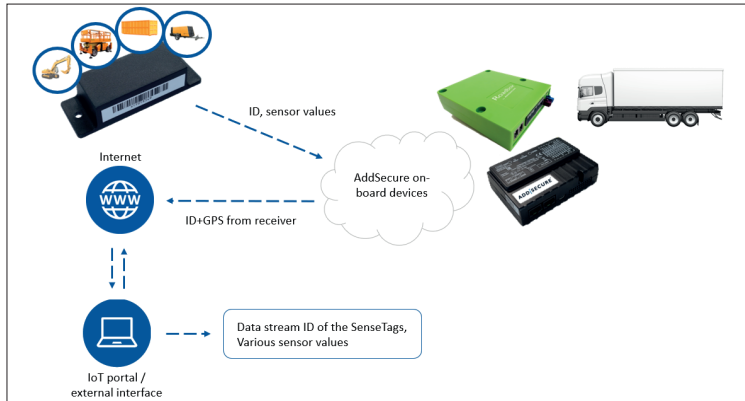 ID, sensor values
Internet
WWW
AddSecure on-
board devices
ID+GPS from receiver
ADDSECURE
Data stream ID of the SenseTags,
Various sensor values
IoT portal /
external interface